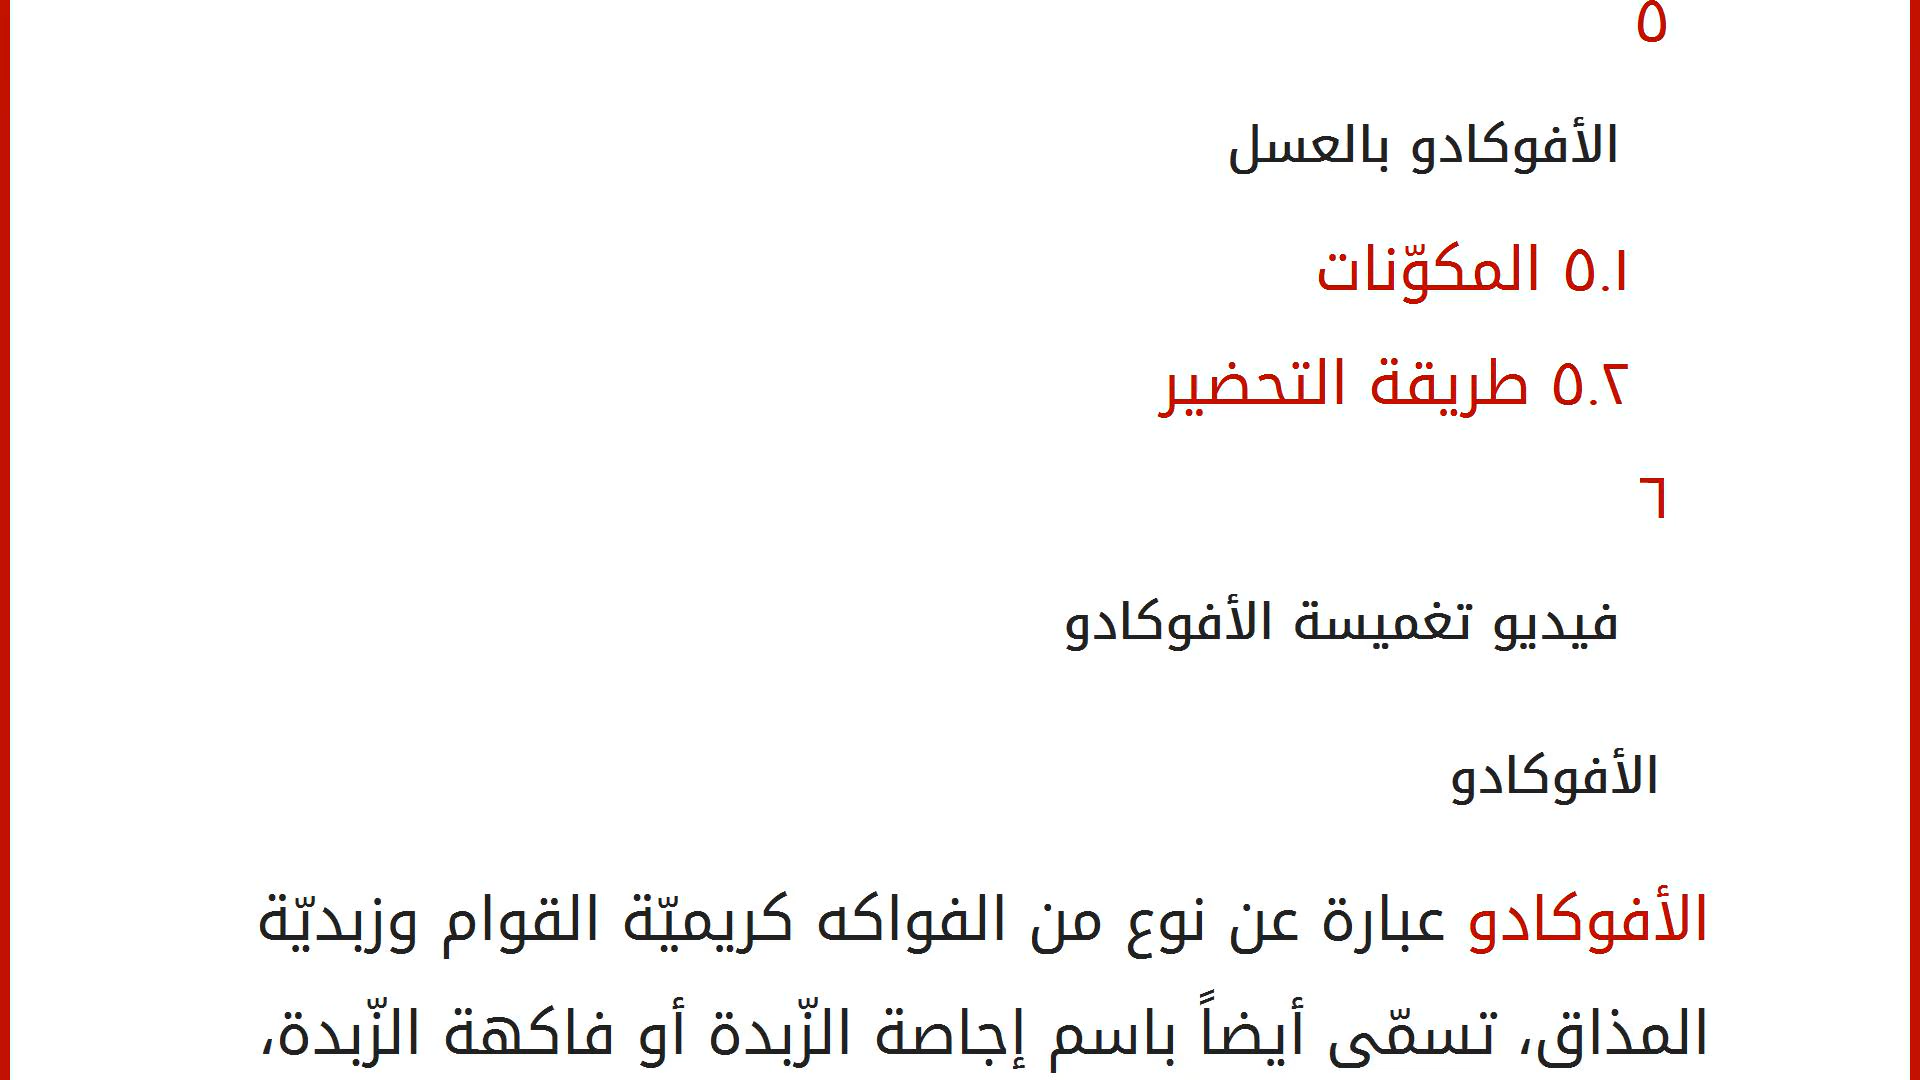 ٥
الأفوكادو بالعسل
٥.١ المكوّنات
٥.٢ طريقة التحضير
٦
فيديو تغميسة الأفوكادو
الأفوكادو
الأفوكادو عبارة عن نوع من الفواكه كريميّة القوام وزبديّة
المذاق، تسمّى أيضاً باسم إجاصة الزّبدة أو فاكهة الزّبدة،